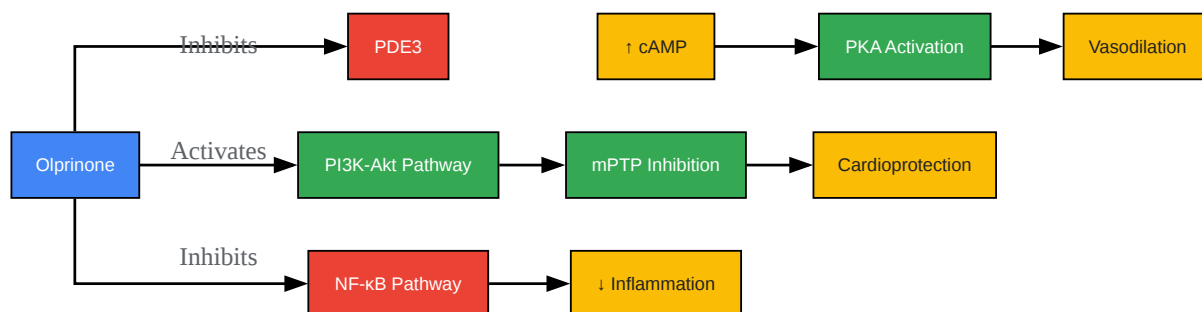 Inhibits
PDE3
↑ cAMP
PKA Activation
Vasodilation
Olprinone
Activates
PI3K-Akt Pathway
mPTP Inhibition
Cardioprotection
Inhibits
NF-κB Pathway
↓ Inflammation